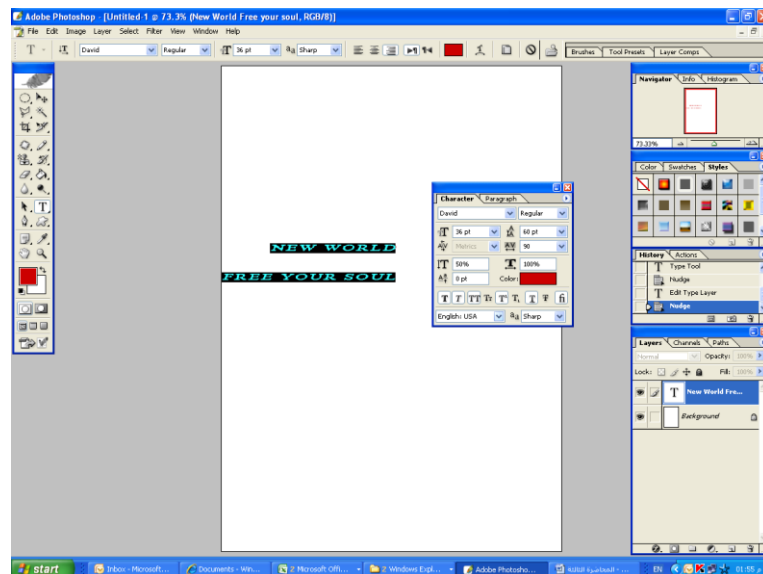 Adobe Photoshop - [Untitled-1 @ 73.3% (New World Free your soul, RGB/8)]
File Edit Image Layer Select Filter View Window Help
T David Regular 36 pt aa Sharp Brushes Tool Presets Layer Comps
Navigator Info Histogram
73.33%
Color Swatches Styles
Character Paragraph
David Regular
36 pt 60 pt
Metrics 90
50% 100%
0 pt Color:
T T TT Tr T T, T T fi
English: USA aa Sharp
NEW WORLD
FREE YOUR SOUL
History Actions
Type Tool
Nudge
Edit Type Layer
Nudge
Layers Channels Paths
Normal Opacity: 100%
Lock: Fill: 100%
T New World Fre...
Background
start Inbox - Microsoft... Documents - Win... 2 Microsoft Offi... 2 Windows Expl... Adobe Photosho... EN 01:55 م